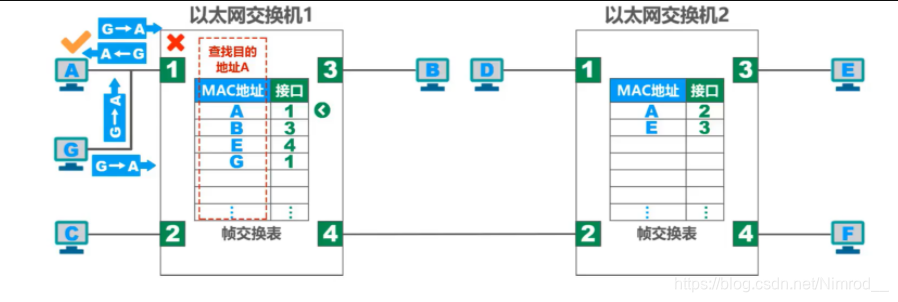 以太网交换机1
以太网交换机2
G→A
A←G
查找目的
地址A
A
1
3
B
D
1
3
E
MAC地址 接口
A 1
B 3
E 4
G 1
MAC地址 接口
A 2
E 3
G→A
G
G→A
C
2
帧交换表
4
2
帧交换表
4
F
https://blog.csdn.net/Nimrod__